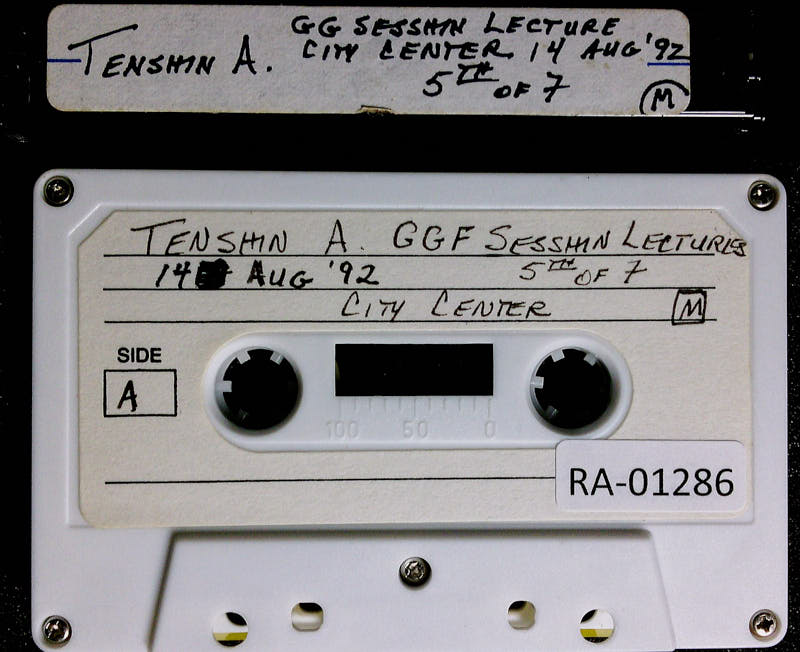 GG SESSHIN LECTURE
TENSHIN A. CITY CENTER 14 AUG '92
5TH OF 7
M
TENSHIN A. GGF SESSHIN LECTURES
14 AUG '92 5TH OF 7
CITY CENTER M
SIDE
A
100 50 0
RA-01286